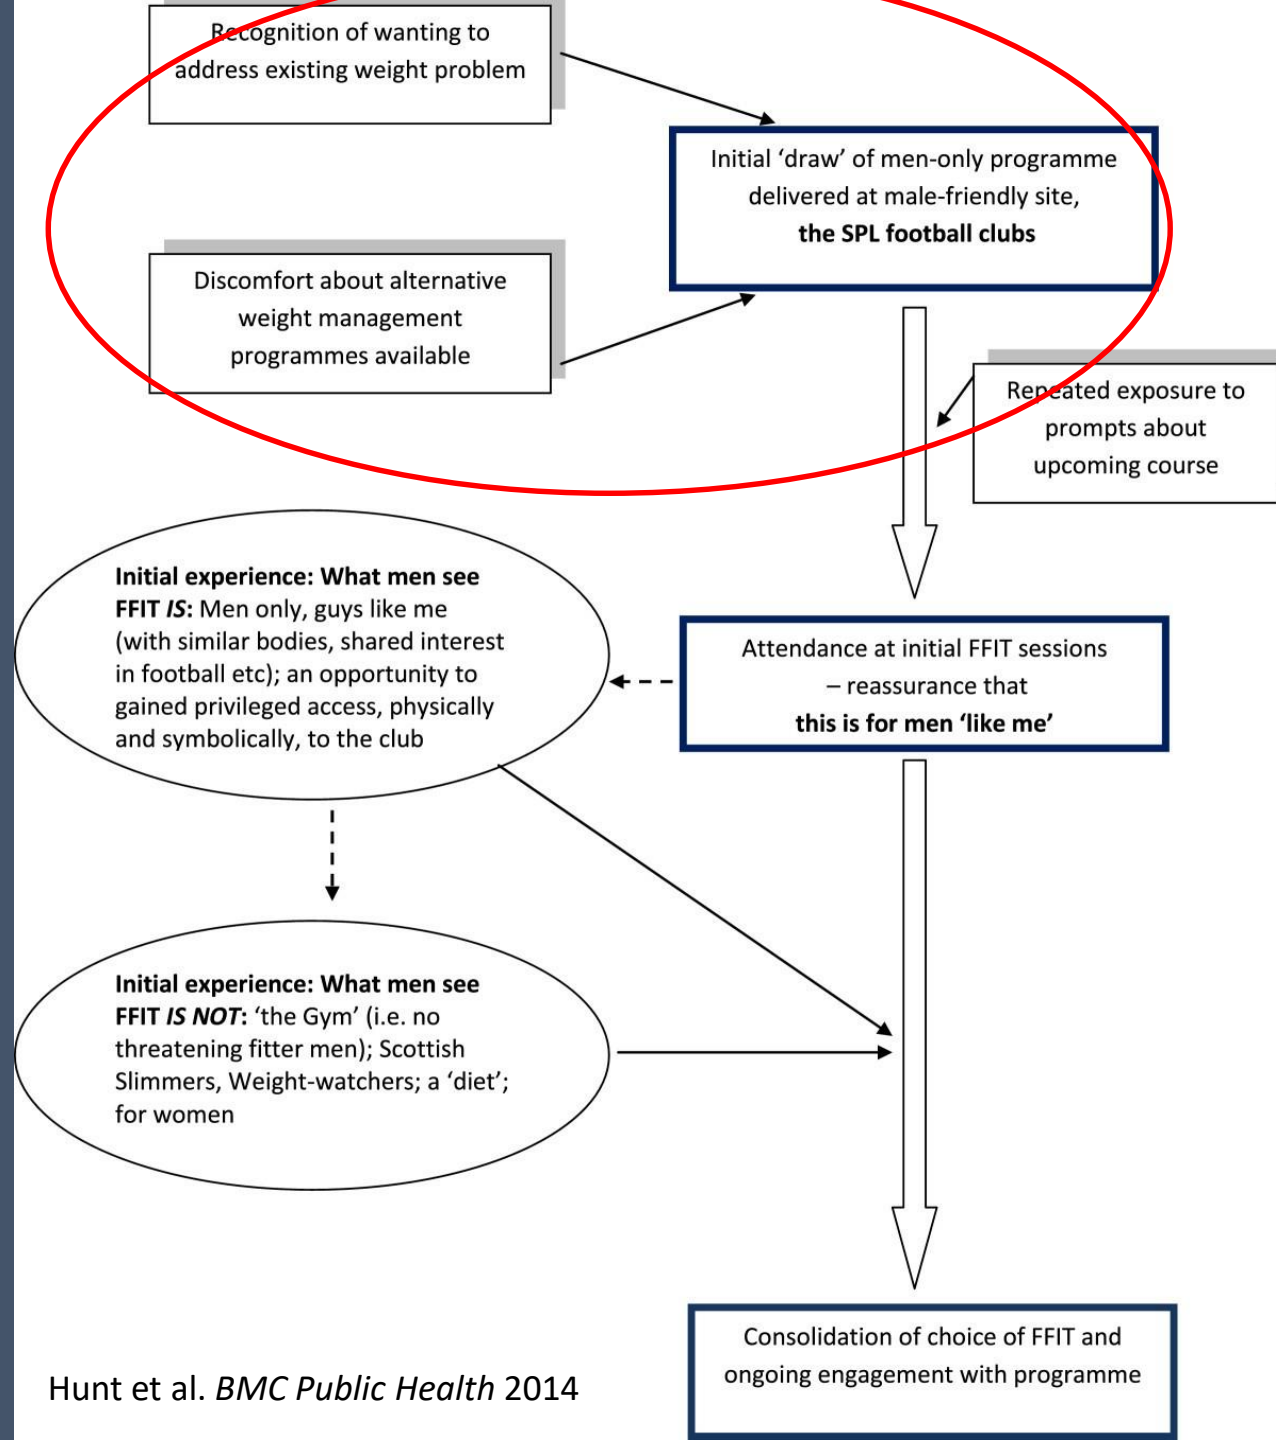 Recognition of wanting to
address existing weight problem
Initial ‘draw’ of men-only programme
delivered at male-friendly site,
the SPL football clubs
Discomfort about alternative
weight management
programmes available
Repeated exposure to
prompts about
upcoming course
Initial experience: What men see
FFIT IS: Men only, guys like me
(with similar bodies, shared interest
in football etc); an opportunity to
gained privileged access, physically
and symbolically, to the club
Attendance at initial FFIT sessions
– reassurance that
this is for men ‘like me’
Initial experience: What men see
FFIT IS NOT: ‘the Gym’ (i.e. no
threatening fitter men); Scottish
Slimmers, Weight-watchers; a ‘diet’;
for women
Consolidation of choice of FFIT and
ongoing engagement with programme
Hunt et al. BMC Public Health 2014